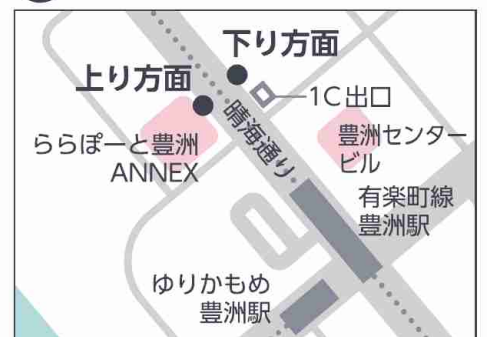 下り方面
上り方面
1C出口
晴海通り
ららぽーと豊洲
ANNEX
豊洲センター
ビル
有楽町線
豊洲駅
ゆりかもめ
豊洲駅